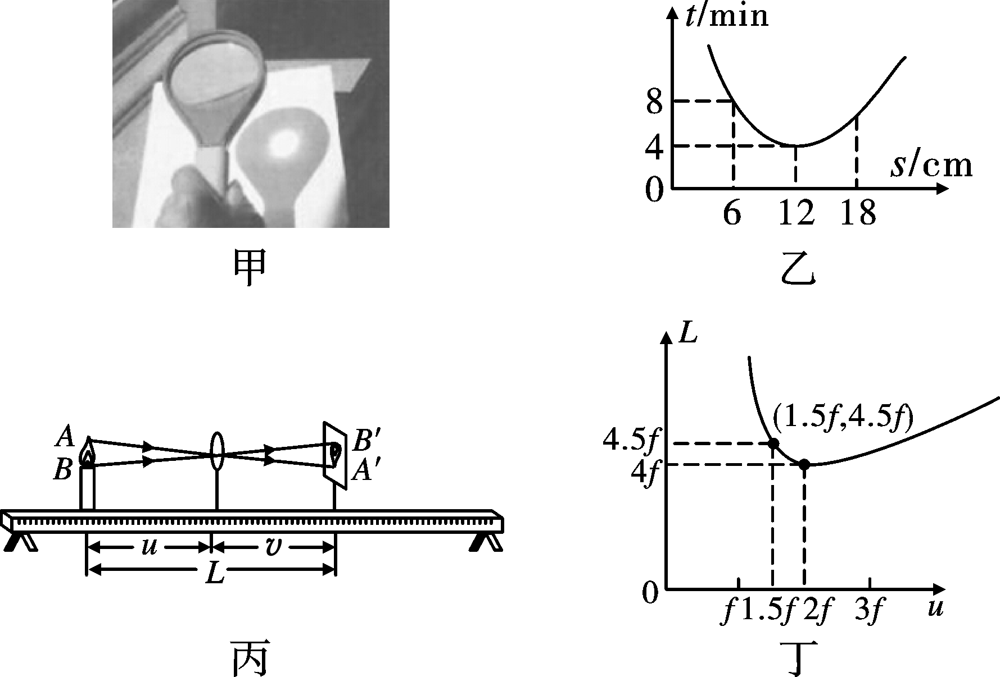 t/min
8
4
0
6 12 18
s/cm
甲
乙
L
(1.5f,4.5f)
4.5f
4f
0
f 1.5f 2f 3f u
A
B
B′
A′
u
v
L
丙
丁